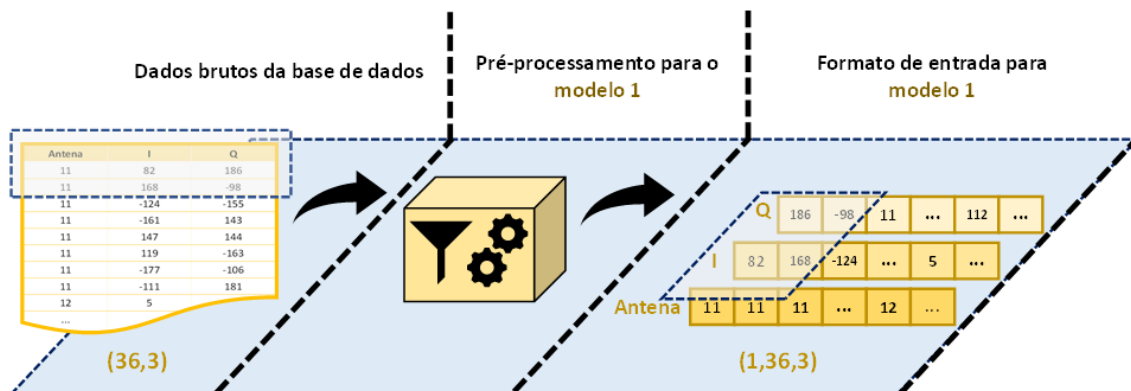 Dados brutos da base de dados
Pré-processamento para o
modelo 1
Formato de entrada para
modelo 1
Antena I Q
11 82 186
11 168 -98
11 -124 -155
11 -161 143
11 147 144
11 119 -163
11 -177 -106
11 -111 181
12 5
...
(36,3)
Q 186 -98 11 ... 112 ...
I 82 168 -124 ... 5 ...
Antena 11 11 11 ... 12 ...
(1,36,3)